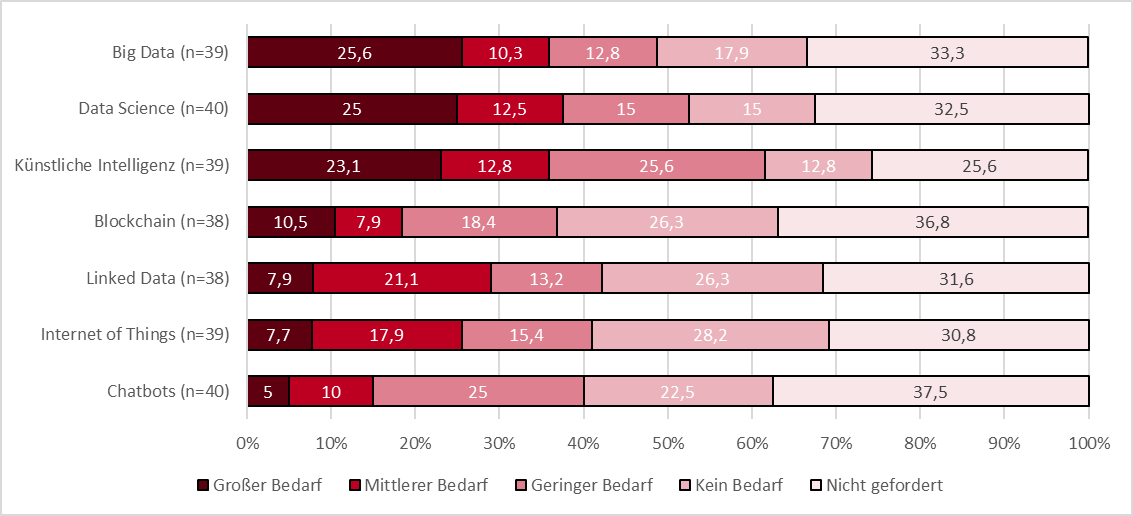 Big Data (n=39) 25,6 10,3 12,8 17,9 33,3
Data Science (n=40) 25 12,5 15 15 32,5
Künstliche Intelligenz (n=39) 23,1 12,8 25,6 12,8 25,6
Blockchain (n=38) 10,5 7,9 18,4 26,3 36,8
Linked Data (n=38) 7,9 21,1 13,2 26,3 31,6
Internet of Things (n=39) 7,7 17,9 15,4 28,2 30,8
Chatbots (n=40) 5 10 25 22,5 37,5
0% 10% 20% 30% 40% 50% 60% 70% 80% 90% 100%
Großer Bedarf Mittlerer Bedarf Geringer Bedarf Kein Bedarf Nicht gefordert